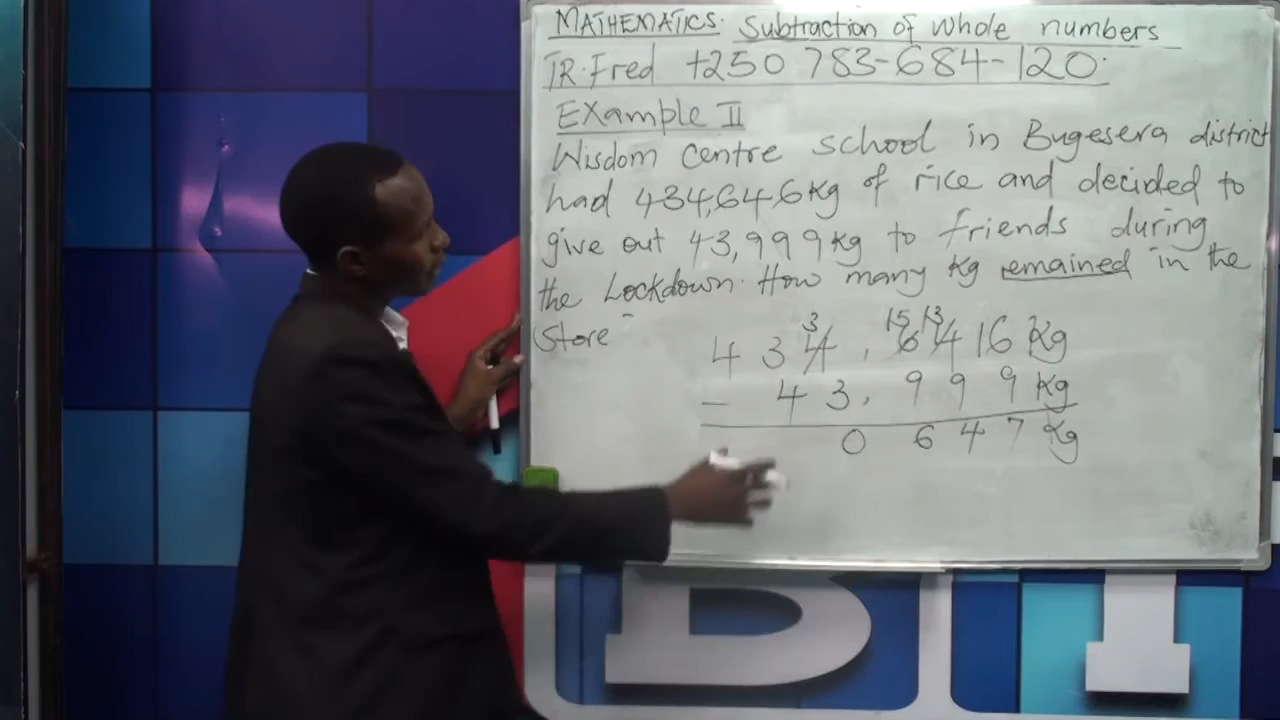 MATHEMATICS. Subtraction of whole numbers
TR. Fred +250 783-684-120.
EXample II
Wisdom centre school in Bugesera district
had 434,646Kg of rice and decided to
give out 43,999Kg to friends during
the Lockdown. How many Kg remained in the
Store
3 15 13
4 3 4 , 6 4 16 Kg
- 4 3, 9 9 9 Kg
0 6 4 7 Kg